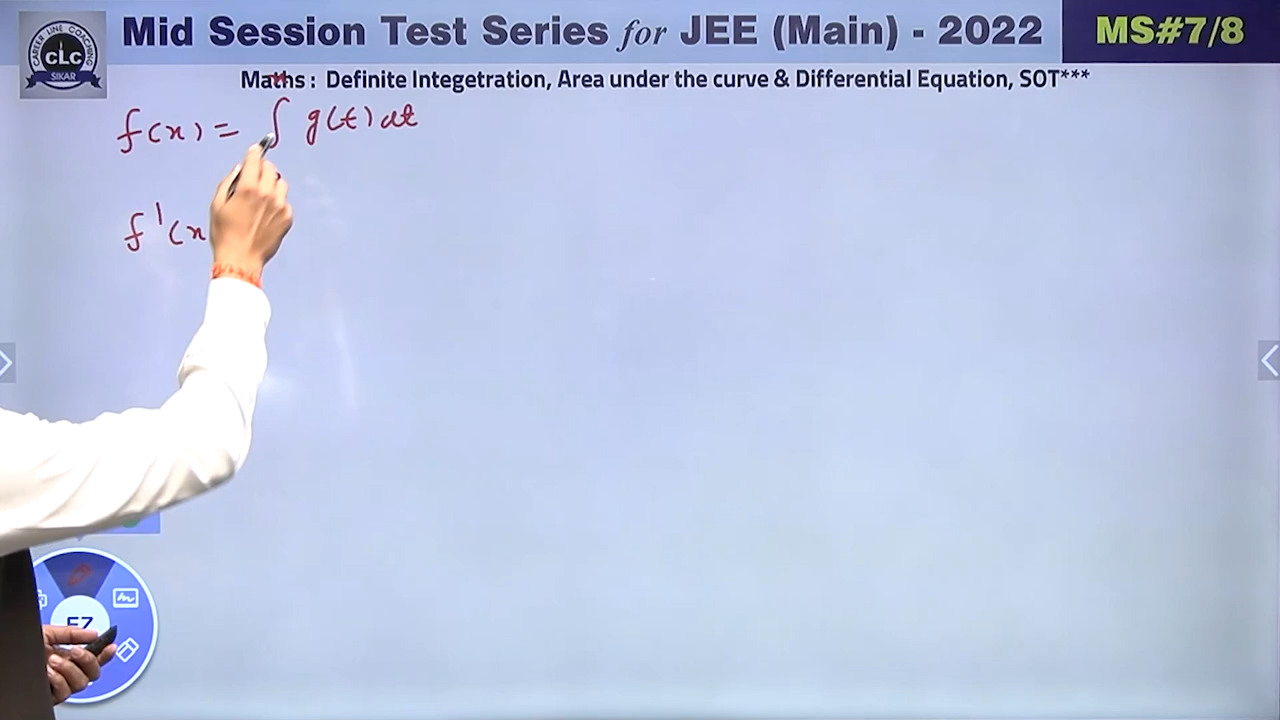 Mid Session Test Series for JEE (Main) - 2022
MS#7/8
CAREER LINE COACHING
CLC
SIKAR
Maths : Definite Integetration, Area under the curve & Differential Equation, SOT***
f(x) = ∫ g(t) dt
f'(x